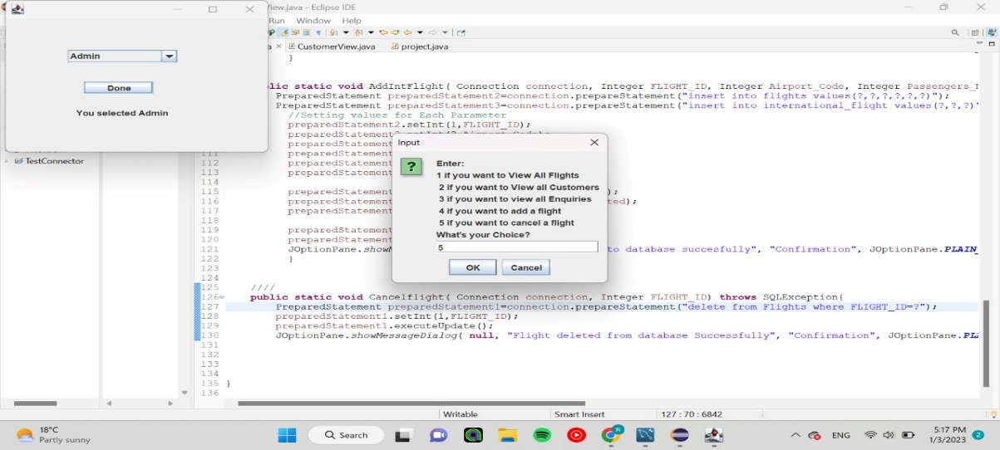 View.java - Eclipse IDE
Run Window Help
CustomerView.java project.java
Admin
Done
You selected Admin
TestConnector
}
lic static void AddIntFlight( Connection connection, Integer FLIGHT_ID, Integer Airport_Code, Integer Passengers_
PreparedStatement preparedStatement2=connection.prepareStatement("insert into flights values(?,?,?,?,?,?)");
PreparedStatement preparedStatement3=connection.prepareStatement("insert into international_flight values(?,?,?)"
//Setting values for Each Parameter
preparedStatement2.setInt(1,FLIGHT_ID);
111 preparedStatement
112 preparedStatement
113 preparedStatement
114
115 preparedStatement );
116 preparedStatement ted);
117 preparedStatement
118
119 preparedStatement
120 preparedStatement
121 JOptionPane.showM to database succesfully", "Confirmation", JOptionPane.PLAIN_
122 }
123
124
125 ////
126 public static void Cancelflight( Connection connection, Integer FLIGHT_ID) throws SQLException{
127 PreparedStatement preparedStatement1=connection.prepareStatement("delete from Flights where FLIGHT_ID=?");
128 preparedStatement1.setInt(1,FLIGHT_ID);
129 preparedStatement1.executeUpdate();
130 JOptionPane.showMessageDialog( null, "Flight deleted from database Successfully", "Confirmation", JOptionPane.PLA
131
132
133
134
135 }
136
Input
Enter:
1 if you want to View All Flights
2 if you want to View all Customers
3 if you want to view all Enquiries
4 if you want to add a flight
5 if you want to cancel a flight
What's your Choice?
5
OK Cancel
Writable Smart Insert 127 : 70 : 6842
18°C
Partly sunny
Search
ENG
5:17 PM
1/3/2023
2